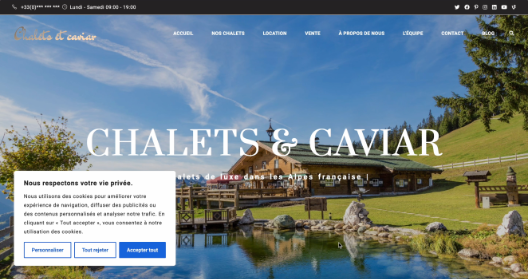 +33(0)*** *** *** Lundi - Samedi 09:00 - 19:00
Chalets et caviar
ACCUEIL NOS CHALETS LOCATION VENTE À PROPOS DE NOUS L'ÉQUIPE CONTACT BLOG
CHALETS & CAVIAR
alets de luxe dans les Alpes française |
Nous respectons votre vie privée.
Nous utilisons des cookies pour améliorer votre
expérience de navigation, diffuser des publicités ou
des contenus personnalisés et analyser notre trafic. En
cliquant sur « Tout accepter », vous consentez à notre
utilisation des cookies.
Personnaliser Tout rejeter Accepter tout